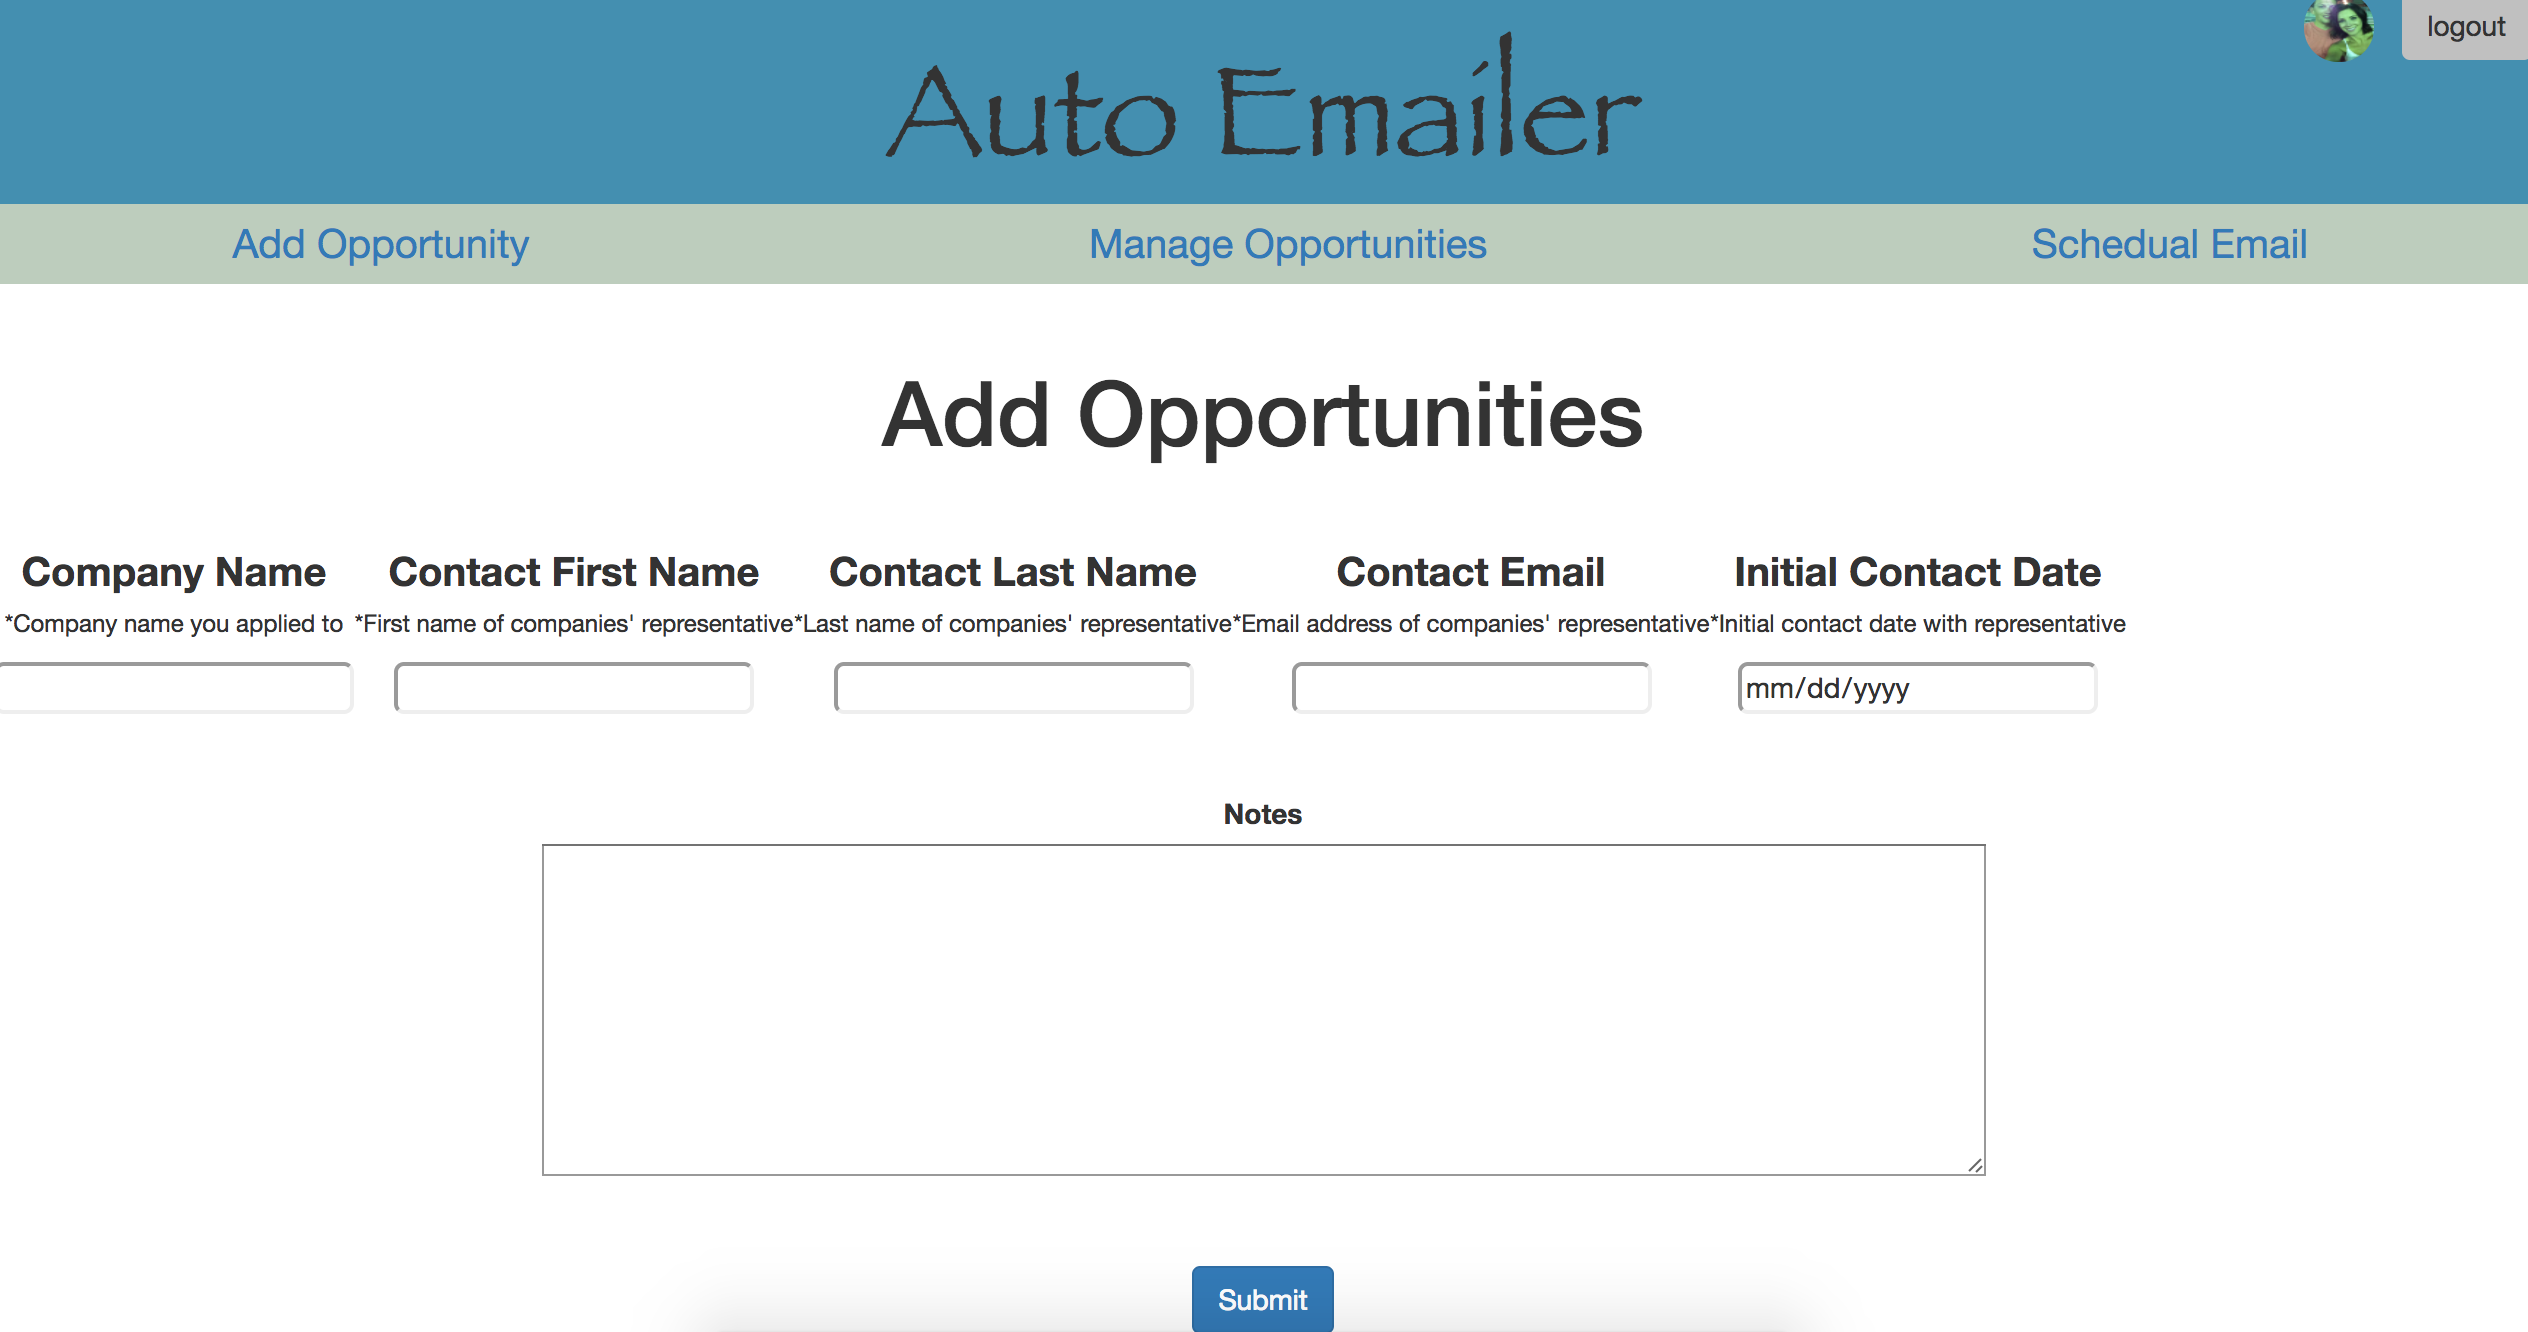 logout
Auto Emailer
Add Opportunity Manage Opportunities Schedual Email
Add Opportunities
Company Name Contact First Name Contact Last Name Contact Email Initial Contact Date
*Company name you applied to *First name of companies' representative*Last name of companies' representative*Email address of companies' representative*Initial contact date with representative
mm/dd/yyyy
Notes
Submit